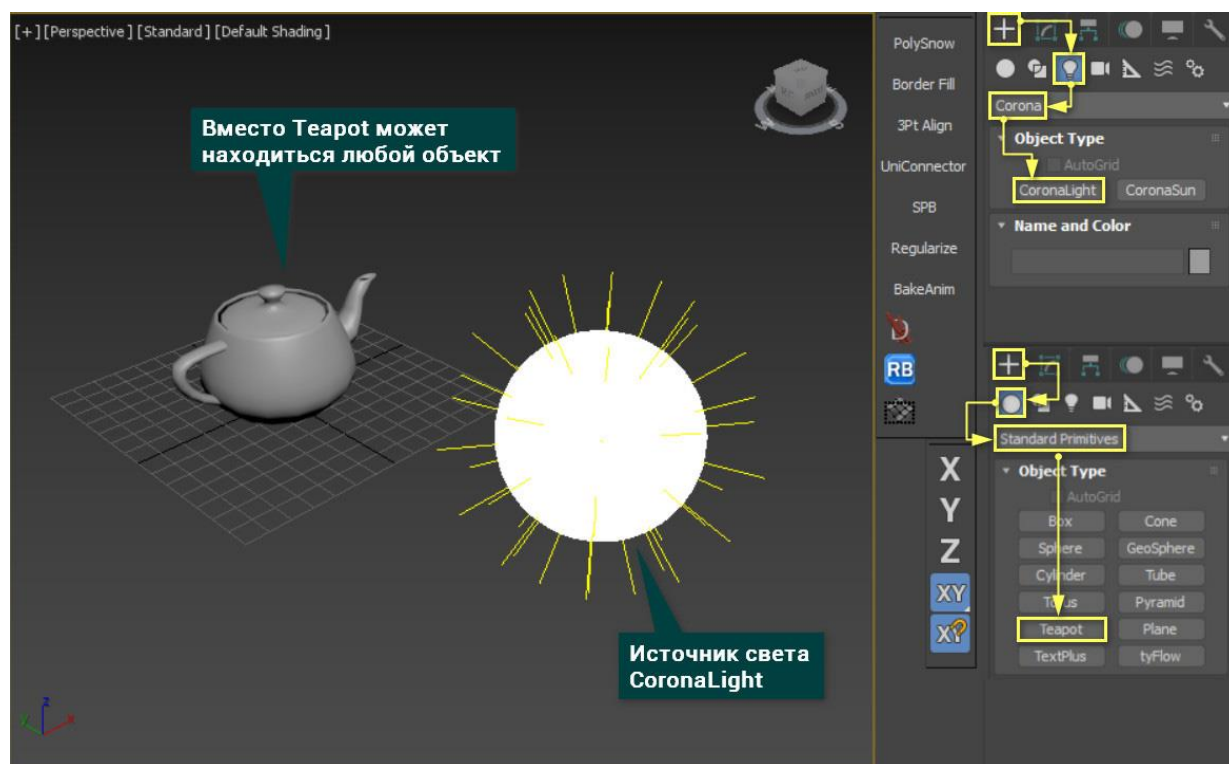 [+] [Perspective] [Standard] [Default Shading]
Вместо Teapot может
находиться любой объект
Источник света
CoronaLight
z
y
x
PolySnow
Border Fill
3Pt Align
UniConnector
SPB
Regularize
BakeAnim
RB
X
Y
Z
XY
XY?
Corona
Object Type
AutoGrid
CoronaLight CoronaSun
Name and Color
Standard Primitives
Object Type
AutoGrid
Box Cone
Sphere GeoSphere
Cylinder Tube
Torus Pyramid
Teapot Plane
TextPlus tyFlow